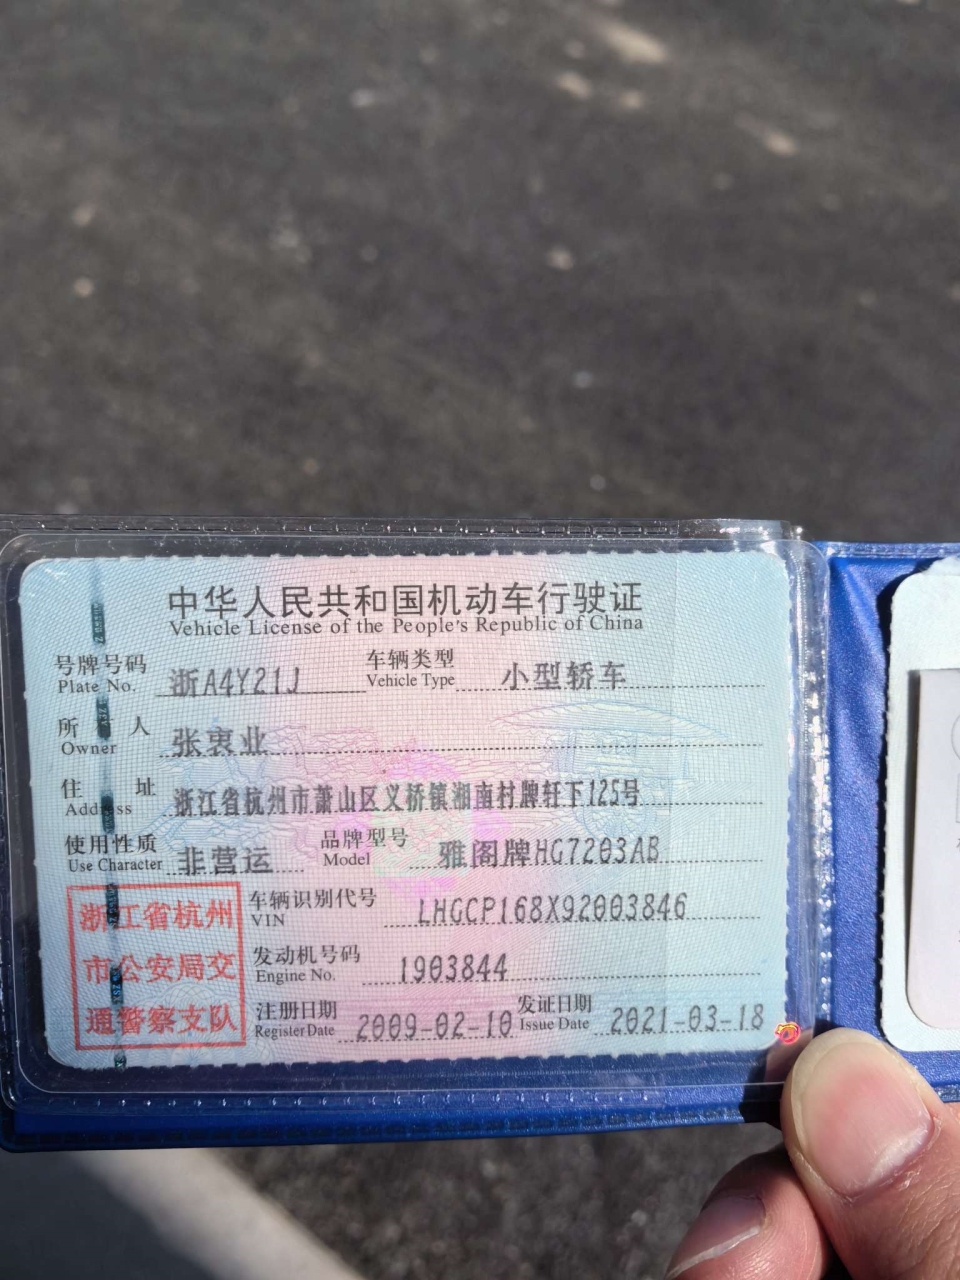 中华人民共和国机动车行驶证
Vehicle License of the People's Republic of China
号牌号码 浙A4Y21J 车辆类型 小型轿车
Plate No. Vehicle Type
所有人 张衷业
Owner
住址 浙江省杭州市萧山区义桥镇湘南村牌轩下125号
Address
使用性质 非营运 品牌型号 雅阁牌HG7203AB
Use Character Model
浙江省杭州
市公安局交
通警察支队
车辆识别代号 LHGCP168X92003846
VIN
发动机号码 1903844
Engine No.
注册日期 2009-02-10 发证日期 2021-03-18
Register Date Issue Date